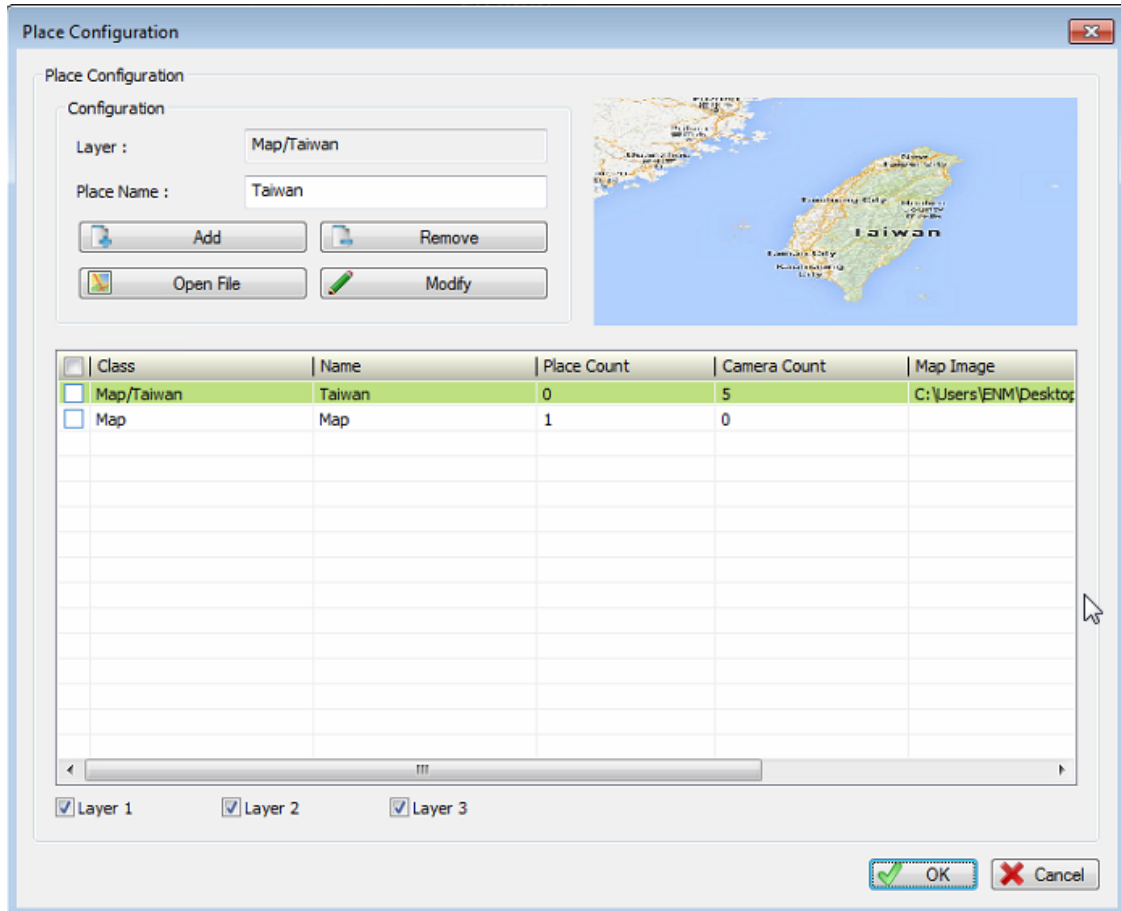 Place Configuration
Place Configuration
Configuration
Layer : Map/Taiwan
Place Name : Taiwan
Add Remove
Open File Modify
Taiwan
Class Name Place Count Camera Count Map Image
Map/Taiwan Taiwan 0 5 C:\Users\ENM\Desktop
Map Map 1 0
Layer 1 Layer 2 Layer 3
OK Cancel